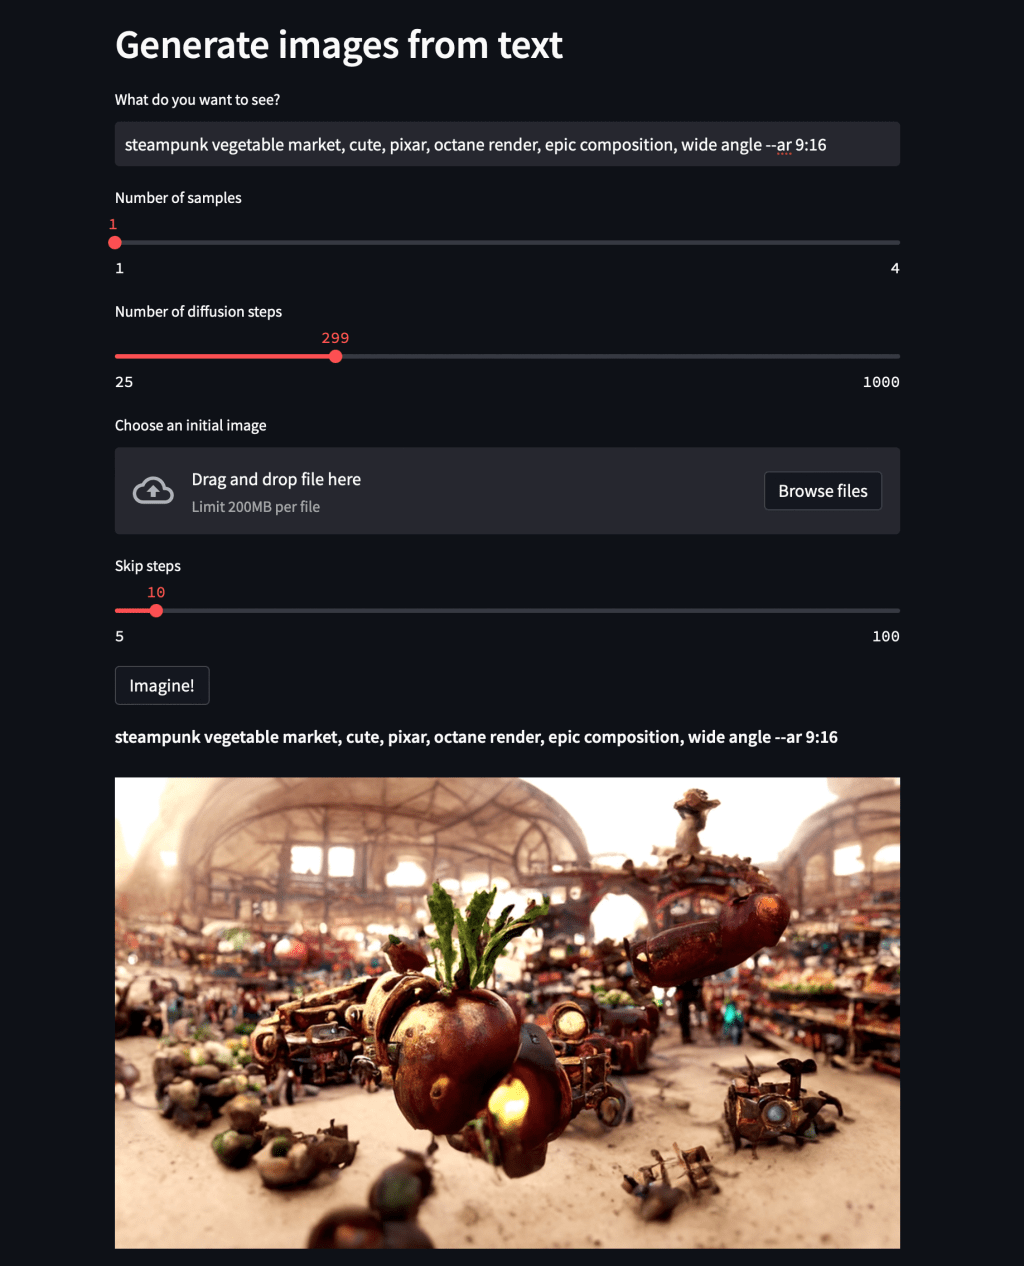 Generate images from text
What do you want to see?
steampunk vegetable market, cute, pixar, octane render, epic composition, wide angle --ar 9:16
Number of samples
1
1 4
Number of diffusion steps
299
25 1000
Choose an initial image
Drag and drop file here
Limit 200MB per file
Browse files
Skip steps
10
5 100
Imagine!
steampunk vegetable market, cute, pixar, octane render, epic composition, wide angle --ar 9:16